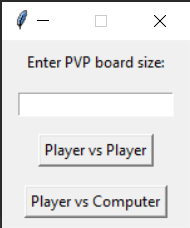 Enter PVP board size:
Player vs Player
Player vs Computer